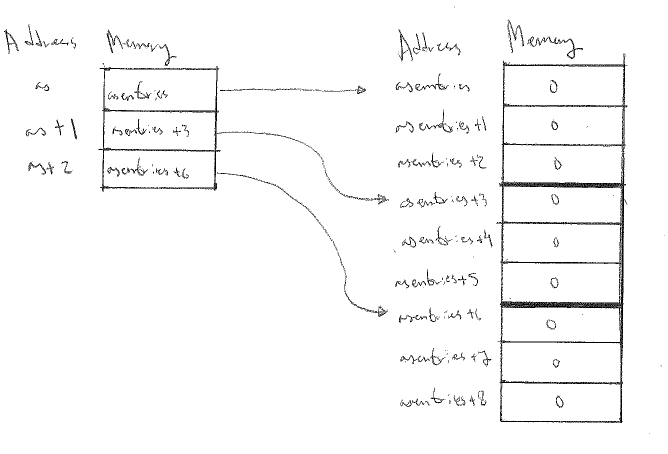 Address Memory
as asentries
as+1 asentries+3
as+2 asentries+6
Address Memory
asentries 0
asentries+1 0
asentries+2 0
asentries+3 0
asentries+4 0
asentries+5 0
asentries+6 0
asentries+7 0
asentries+8 0